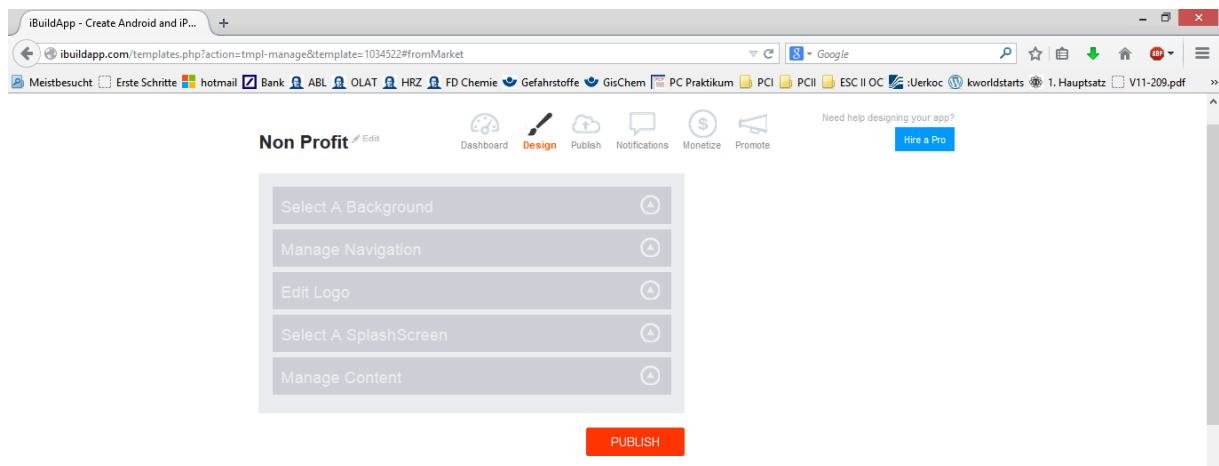 iBuildApp - Create Android and iP...
ibuildapp.com/templates.php?action=tmpl-manage&template=1034522#fromMarket
8 Google
ABP
Meistbesucht Erste Schritte hotmail Bank ABL OLAT HRZ FD Chemie Gefahrstoffe GisChem PC Praktikum PCI PCII ESC II OC :Uerkoc kworldstarts 1. Hauptsatz V11-209.pdf
Non Profit Edit
Dashboard Design Publish Notifications Monetize Promote
Need help designing your app?
Hire a Pro
Select A Background
Manage Navigation
Edit Logo
Select A SplashScreen
Manage Content
PUBLISH